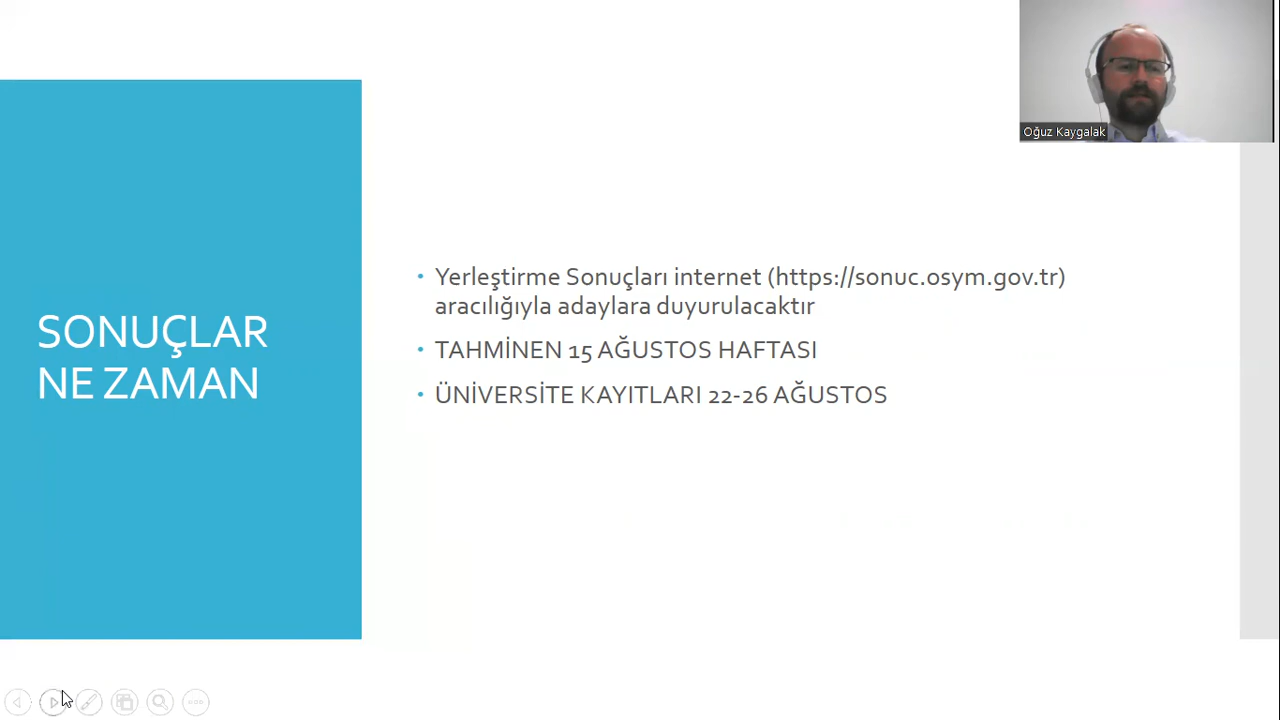 Oğuz Kaygalak
SONUÇLAR
NE ZAMAN
• Yerleştirme Sonuçları internet (https://sonuc.osym.gov.tr)
aracılığıyla adaylara duyurulacaktır
• TAHMİNEN 15 AĞUSTOS HAFTASI
• ÜNİVERSİTE KAYITLARI 22-26 AĞUSTOS